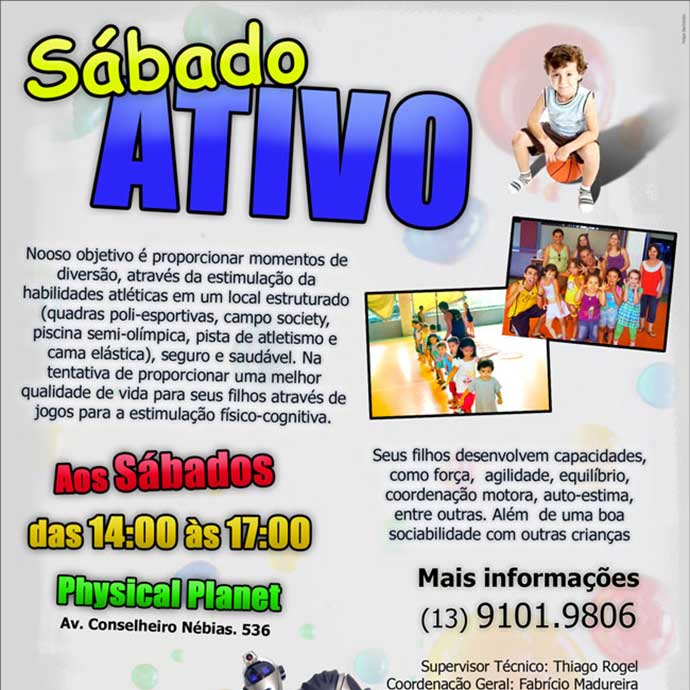 Sábado
ATIVO
Nooso objetivo é proporcionar momentos de
diversão, através da estimulação da
habilidades atléticas em um local estruturado
(quadras poli-esportivas, campo society,
piscina semi-olímpica, pista de atletismo e
cama elástica), seguro e saudável. Na
tentativa de proporcionar uma melhor
qualidade de vida para seus filhos através de
jogos para a estimulação físico-cognitiva.
Aos Sábados
das 14:00 às 17:00
Physical Planet
Av. Conselheiro Nébias. 536
Seus filhos desenvolvem capacidades,
como força, agilidade, equilíbrio,
coordenação motora, auto-estima,
entre outras. Além de uma boa
sociabilidade com outras crianças
Mais informações
(13) 9101.9806
Supervisor Técnico: Thiago Rogel
Coordenação Geral: Fabrício Madureira